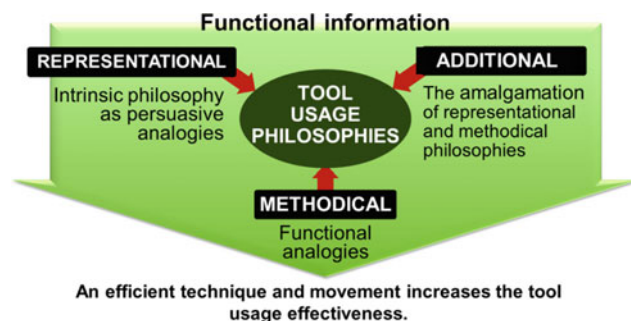 Functional information
REPRESENTATIONAL
Intrinsic philosophy
as persuasive
analogies
TOOL
USAGE
PHILOSOPHIES
ADDITIONAL
The amalgamation
of representational
and methodical
philosophies
METHODICAL
Functional
analogies
An efficient technique and movement increases the tool
usage effectiveness.